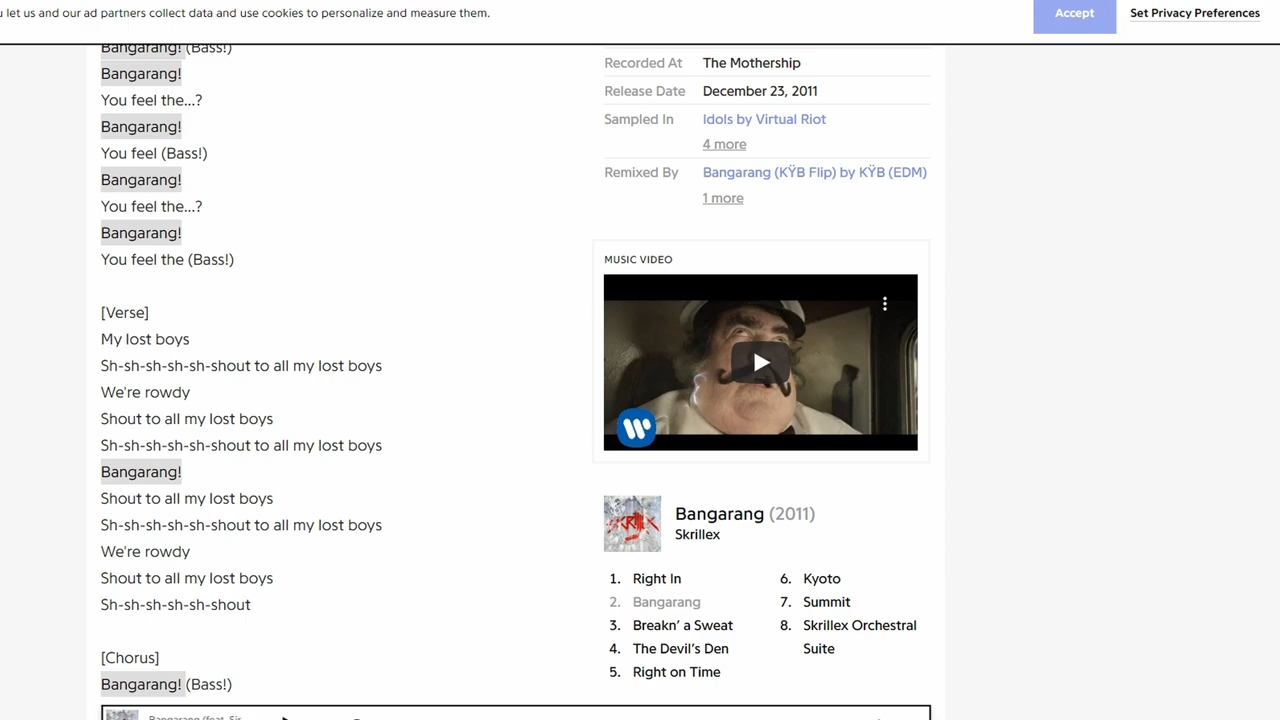 u let us and our ad partners collect data and use cookies to personalize and measure them.
Accept
Set Privacy Preferences
Bangarang! (Bass!)
Bangarang!
You feel the...?
Bangarang!
You feel (Bass!)
Bangarang!
You feel the...?
Bangarang!
You feel the (Bass!)
[Verse]
My lost boys
Sh-sh-sh-sh-sh-shout to all my lost boys
We're rowdy
Shout to all my lost boys
Sh-sh-sh-sh-sh-shout to all my lost boys
Bangarang!
Shout to all my lost boys
Sh-sh-sh-sh-sh-shout to all my lost boys
We're rowdy
Shout to all my lost boys
Sh-sh-sh-sh-sh-shout
[Chorus]
Bangarang! (Bass!)
Bangarang (feat. Sir
Recorded At The Mothership
Release Date December 23, 2011
Sampled In Idols by Virtual Riot
4 more
Remixed By Bangarang (KŸB Flip) by KŸB (EDM)
1 more
MUSIC VIDEO
W
SKRILLEX
Bangarang (2011)
Skrillex
1. Right In
2. Bangarang
3. Breakn’ a Sweat
4. The Devil’s Den
5. Right on Time
6. Kyoto
7. Summit
8. Skrillex Orchestral
Suite